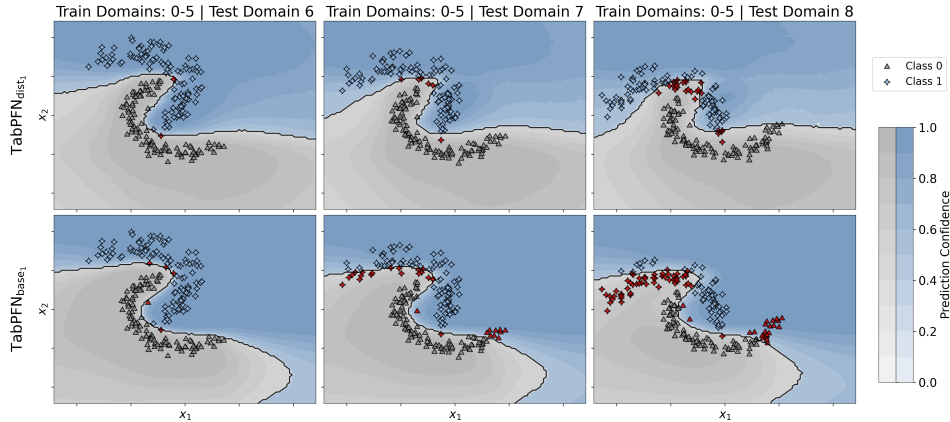 Train Domains: 0-5 | Test Domain 6
Train Domains: 0-5 | Test Domain 7
Train Domains: 0-5 | Test Domain 8
TabPFN_dist₁
x₂
Class 0
Class 1
1.0
0.8
0.6
0.4
0.2
0.0
Prediction Confidence
TabPFN_base₁
x₂
x₁
x₁
x₁